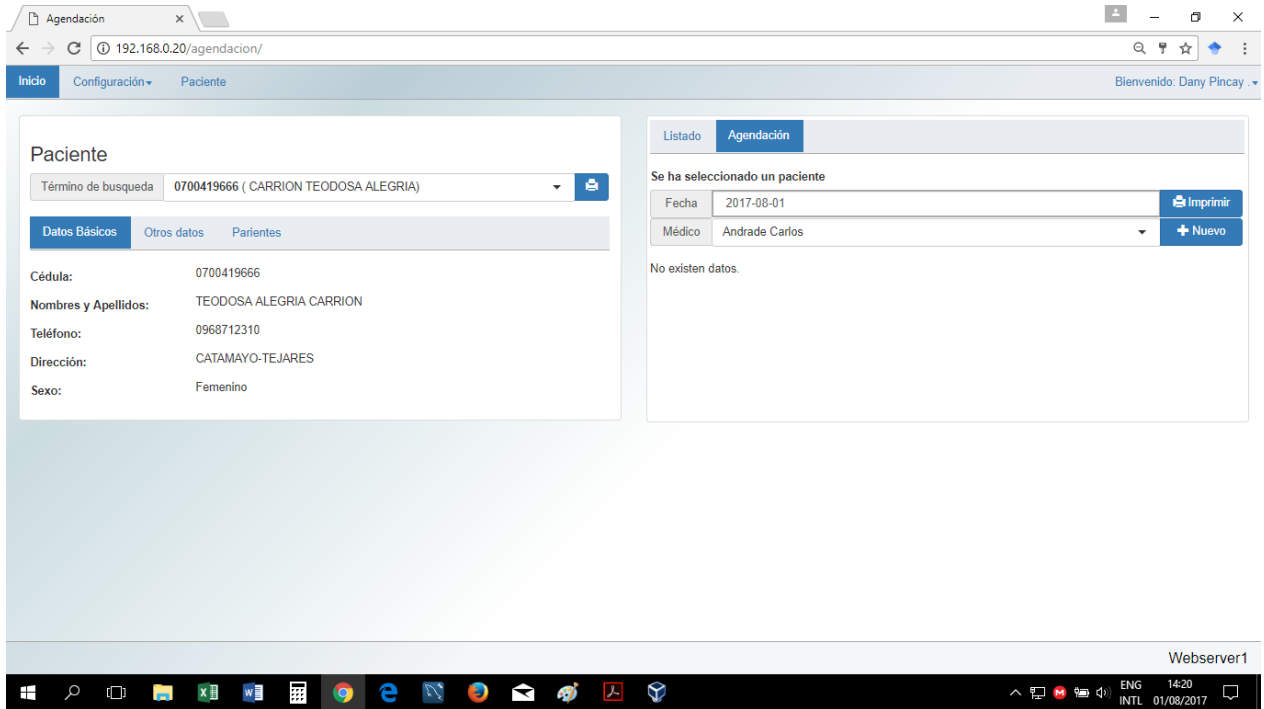 Agendación
192.168.0.20/agendacion/
Inicio Configuración Paciente Bienvenido: Dany Pincay .
Paciente
Término de busqueda 0700419666 ( CARRION TEODOSA ALEGRIA)
Datos Básicos Otros datos Parientes
Cédula: 0700419666
Nombres y Apellidos: TEODOSA ALEGRIA CARRION
Teléfono: 0968712310
Dirección: CATAMAYO-TEJARES
Sexo: Femenino
Listado Agendación
Se ha seleccionado un paciente
Fecha 2017-08-01 Imprimir
Médico Andrade Carlos Nuevo
No existen datos.
Webserver1
ENG 14:20
INTL 01/08/2017